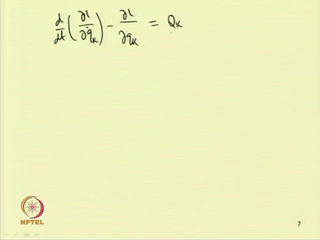 d/dt (∂L/∂q̇ₖ) - ∂L/∂qₖ = Qₖ
NPTEL
7